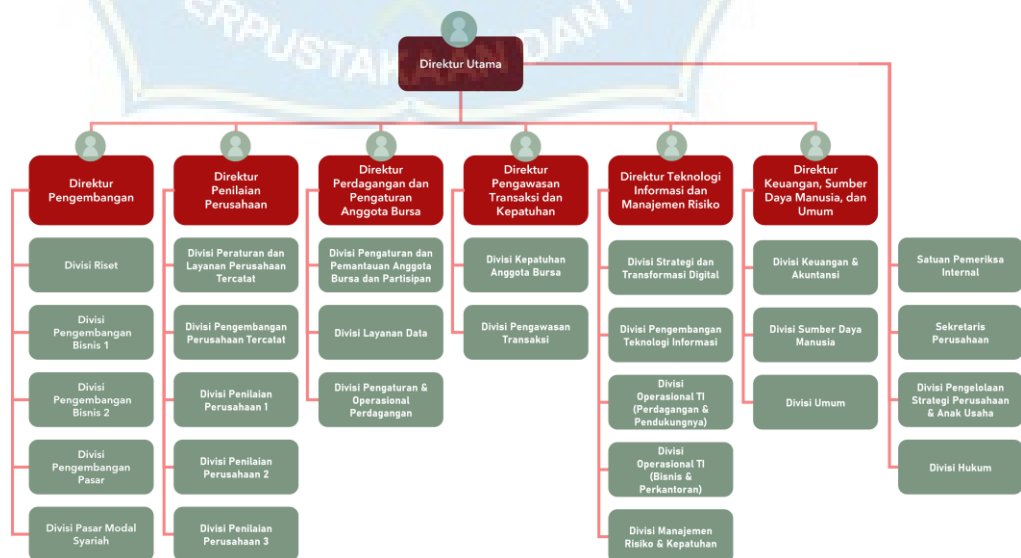 ERPUSTAKAAN DAN P
Direktur Utama
Direktur
Pengembangan
Direktur
Penilaian
Perusahaan
Direktur
Perdagangan dan
Pengaturan
Anggota Bursa
Direktur
Pengawasan
Transaksi dan
Kepatuhan
Direktur Teknologi
Informasi dan
Manajemen Risiko
Direktur
Keuangan, Sumber
Daya Manusia, dan
Umum
Divisi Riset
Divisi Peraturan dan
Layanan Perusahaan
Tercatat
Divisi Pengaturan dan
Pemantauan Anggota
Bursa dan Partisipan
Divisi Kepatuhan
Anggota Bursa
Divisi Strategi dan
Transformasi Digital
Divisi Keuangan &
Akuntansi
Satuan Pemeriksa
Internal
Divisi
Pengembangan
Bisnis 1
Divisi Pengembangan
Perusahaan Tercatat
Divisi Layanan Data
Divisi Pengawasan
Transaksi
Divisi Pengembangan
Teknologi Informasi
Divisi Sumber Daya
Manusia
Sekretaris
Perusahaan
Divisi
Pengembangan
Bisnis 2
Divisi Penilaian
Perusahaan 1
Divisi Pengaturan &
Operasional
Perdagangan
Divisi
Operasional TI
(Perdagangan &
Pendukungnya)
Divisi Umum
Divisi Pengelolaan
Strategi Perusahaan
& Anak Usaha
Divisi
Pengembangan
Pasar
Divisi Penilaian
Perusahaan 2
Divisi
Operasional TI
(Bisnis &
Perkantoran)
Divisi Hukum
Divisi Pasar Modal
Syariah
Divisi Penilaian
Perusahaan 3
Divisi Manajemen
Risiko & Kepatuhan